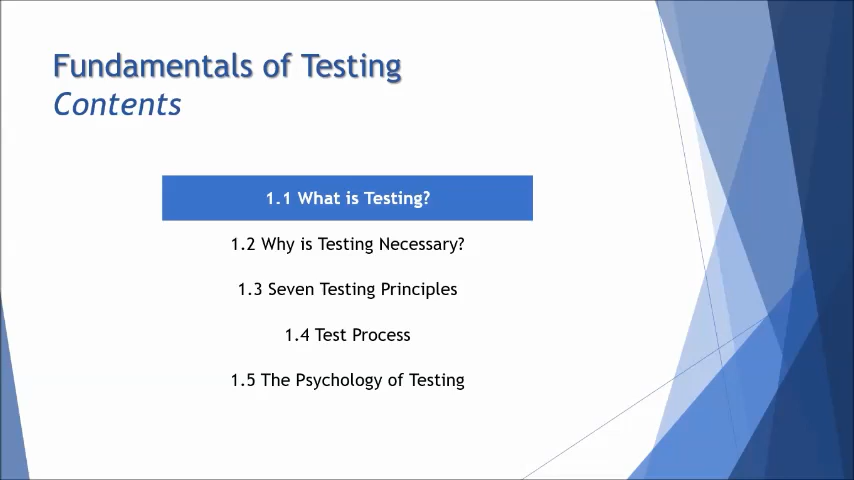 Fundamentals of Testing
Contents
1.1 What is Testing?
1.2 Why is Testing Necessary?
1.3 Seven Testing Principles
1.4 Test Process
1.5 The Psychology of Testing